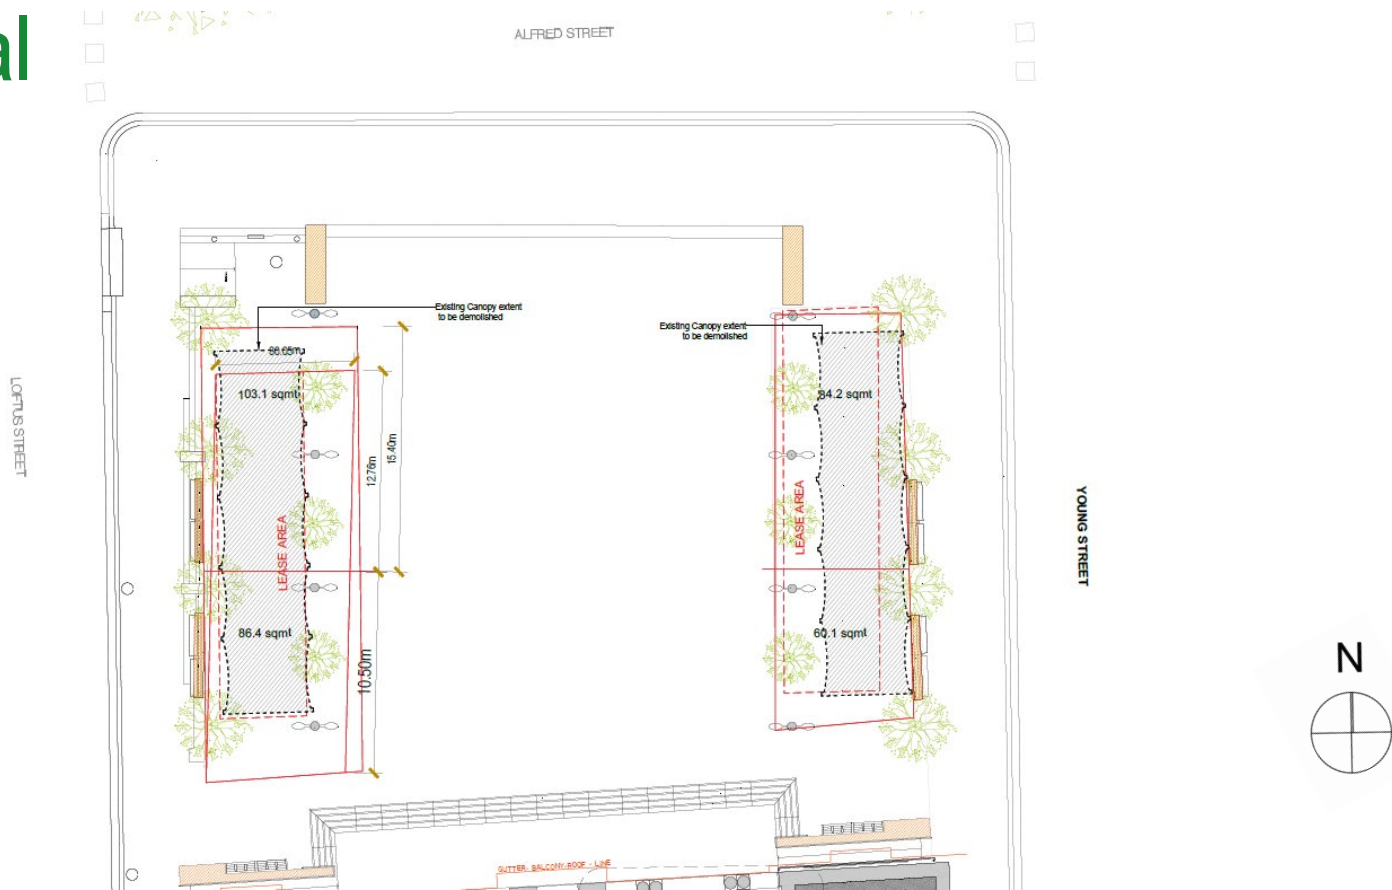 al
ALFRED STREET
Existing Canopy extent
to be demolished
Existing Canopy extent
to be demolished
103.1 sqmt
84.2 sqmt
LOFTUS STREET
12.76m
15.40m
LEASE AREA
LEASE AREA
YOUNG STREET
86.4 sqmt
60.1 sqmt
10.50m
N
GUTTER- BALCONY-ROOF - LINE